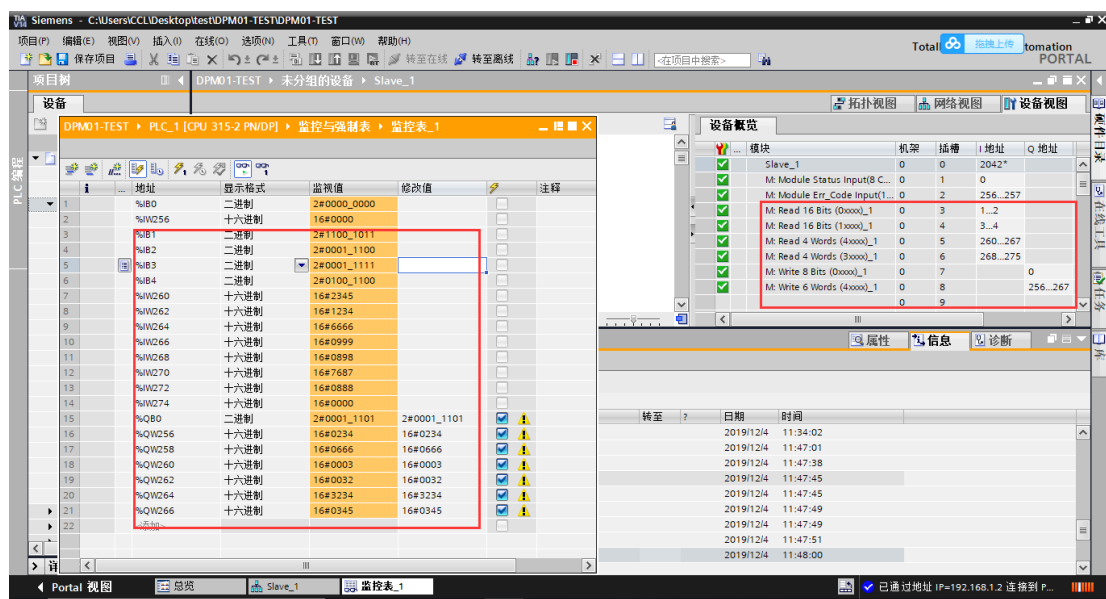 Siemens - C:\Users\CCL\Desktop\test\DPM01-TEST\DPM01-TEST
项目(P) 编辑(E) 视图(V) 插入(I) 在线(O) 选项(N) 工具(T) 窗口(W) 帮助(H)
Total 拖拽上传 tomation
PORTAL
保存项目 转至在线 转至离线 <在项目中搜索>
项目树 DPM01-TEST 未分组的设备 Slave_1
设备 拓扑视图 网络视图 设备视图
DPM01-TEST PLC_1 [CPU 315-2 PN/DP] 监控与强制表 监控表_1
i ... 地址 显示格式 监视值 修改值 注释
1 %IB0 二进制 2#0000_0000
2 %IW256 十六进制 16#0000
3 %IB1 二进制 2#1100_1011
4 %IB2 二进制 2#0001_1100
5 %IB3 二进制 2#0001_1111
6 %IB4 二进制 2#0100_1100
7 %IW260 十六进制 16#2345
8 %IW262 十六进制 16#1234
9 %IW264 十六进制 16#6666
10 %IW266 十六进制 16#0999
11 %IW268 十六进制 16#0898
12 %IW270 十六进制 16#7687
13 %IW272 十六进制 16#0888
14 %IW274 十六进制 16#0000
15 %QB0 二进制 2#0001_1101 2#0001_1101
16 %QW256 十六进制 16#0234 16#0234
17 %QW258 十六进制 16#0666 16#0666
18 %QW260 十六进制 16#0003 16#0003
19 %QW262 十六进制 16#0032 16#0032
20 %QW264 十六进制 16#3234 16#3234
21 %QW266 十六进制 16#0345 16#0345
22 <添加>
设备概览
... 模块 机架 插槽 I 地址 Q 地址
Slave_1 0 0 2042*
M: Module Status Input(8 C... 0 1 0
M: Module Err_Code Input(1... 0 2 256...257
M: Read 16 Bits (0xxxx)_1 0 3 1...2
M: Read 16 Bits (1xxxx)_1 0 4 3...4
M: Read 4 Words (4xxxx)_1 0 5 260...267
M: Read 4 Words (3xxxx)_1 0 6 268...275
M: Write 8 Bits (0xxxx)_1 0 7 0
M: Write 6 Words (4xxxx)_1 0 8 256...267
0 9
属性 信息 诊断
转至 ? 日期 时间
2019/12/4 11:34:02
2019/12/4 11:47:01
2019/12/4 11:47:38
2019/12/4 11:47:45
2019/12/4 11:47:45
2019/12/4 11:47:49
2019/12/4 11:47:49
2019/12/4 11:47:51
2019/12/4 11:48:00
PLC 编程
硬件目录
在线工具
任务
库
Portal 视图 总览 Slave_1 监控表_1 已通过地址 IP=192.168.1.2 连接到 P...